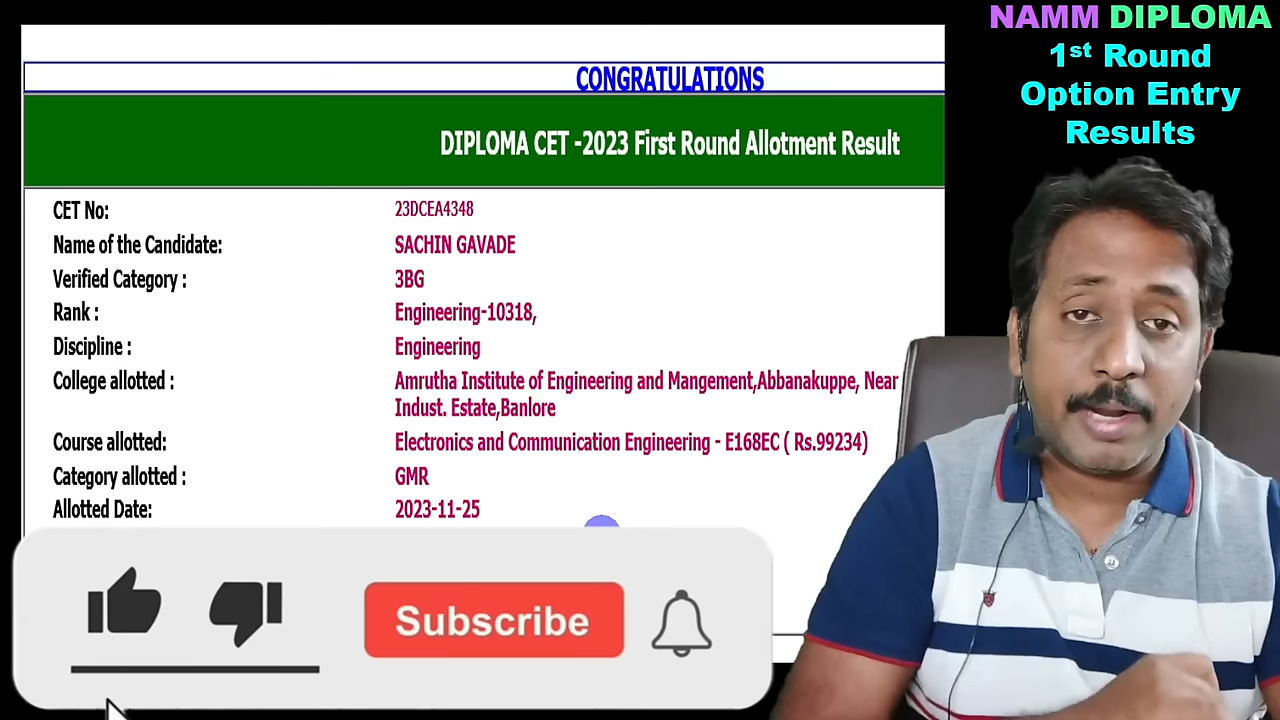 NAMM DIPLOMA
1st Round
Option Entry
Results
CONGRATULATIONS
DIPLOMA CET -2023 First Round Allotment Result
CET No: 23DCEA4348
Name of the Candidate: SACHIN GAVADE
Verified Category : 3BG
Rank : Engineering-10318,
Discipline : Engineering
College allotted : Amrutha Institute of Engineering and Mangement,Abbanakuppe, Near
Indust. Estate,Banlore
Course allotted: Electronics and Communication Engineering - E168EC ( Rs.99234)
Category allotted : GMR
Allotted Date: 2023-11-25
Subscribe